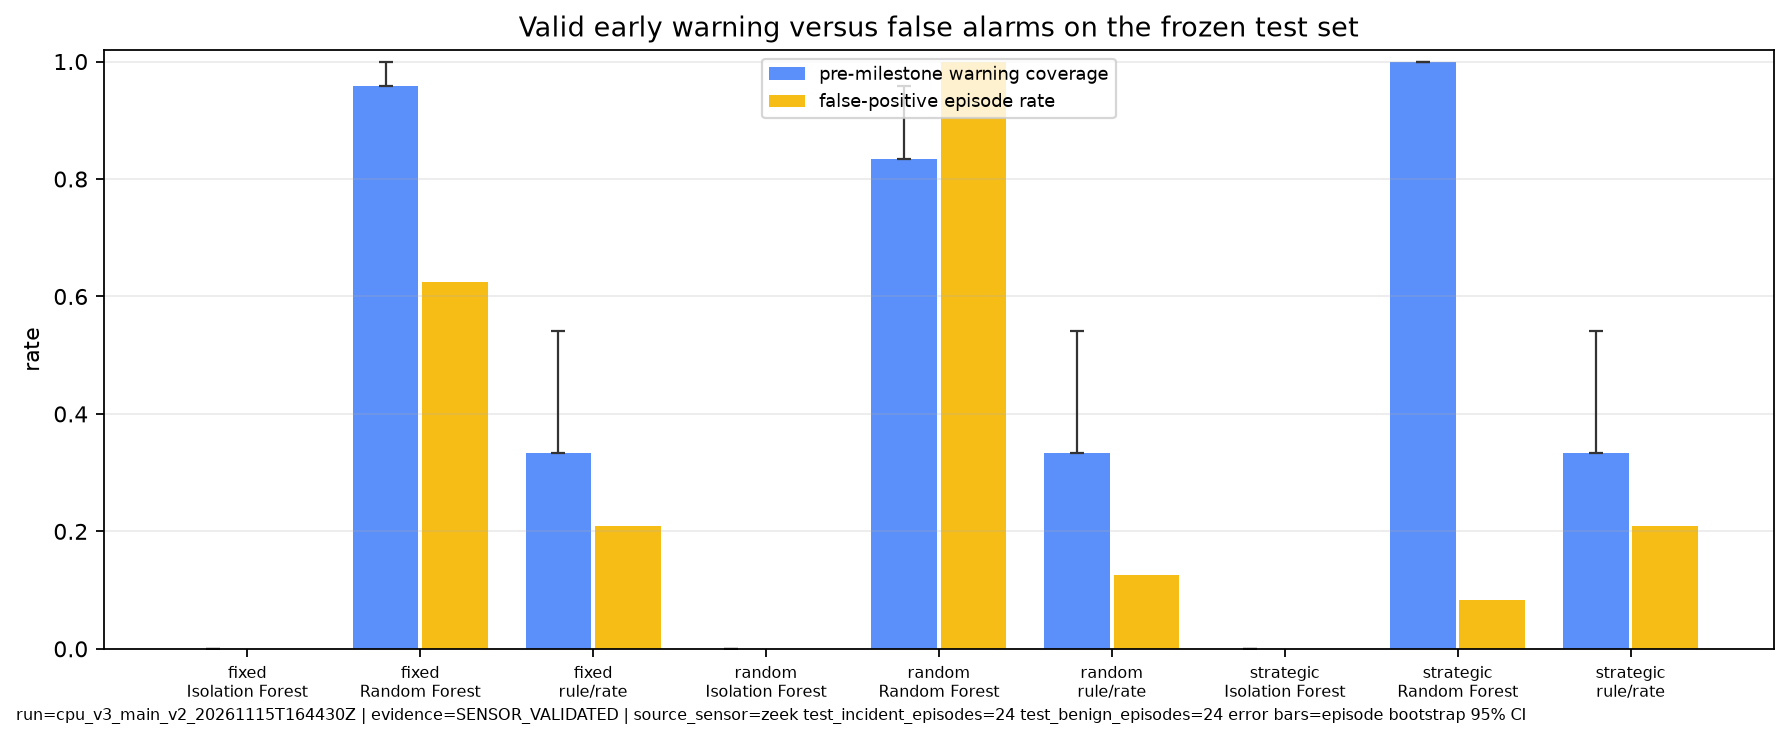 Valid early warning versus false alarms on the frozen test set
pre-milestone warning coverage
false-positive episode rate
rate
1.0
0.8
0.6
0.4
0.2
0.0
fixed
Isolation Forest
fixed
Random Forest
fixed
rule/rate
random
Isolation Forest
random
Random Forest
random
rule/rate
strategic
Isolation Forest
strategic
Random Forest
strategic
rule/rate
run=cpu_v3_main_v2_20261115T164430Z | evidence=SENSOR_VALIDATED | source_sensor=zeek test_incident_episodes=24 test_benign_episodes=24 error bars=episode bootstrap 95% CI